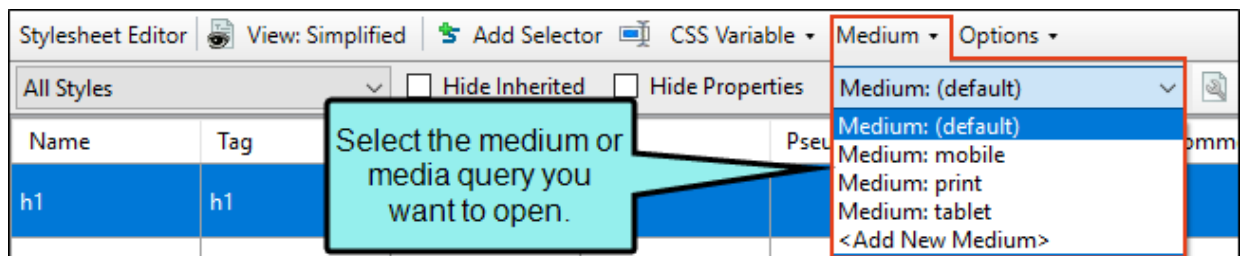 Stylesheet Editor View: Simplified Add Selector CSS Variable Medium Options
All Styles Hide Inherited Hide Properties Medium: (default)
Name Tag
h1 h1
Select the medium or
media query you
want to open.
Medium: (default)
Medium: mobile
Medium: print
Medium: tablet
<Add New Medium>